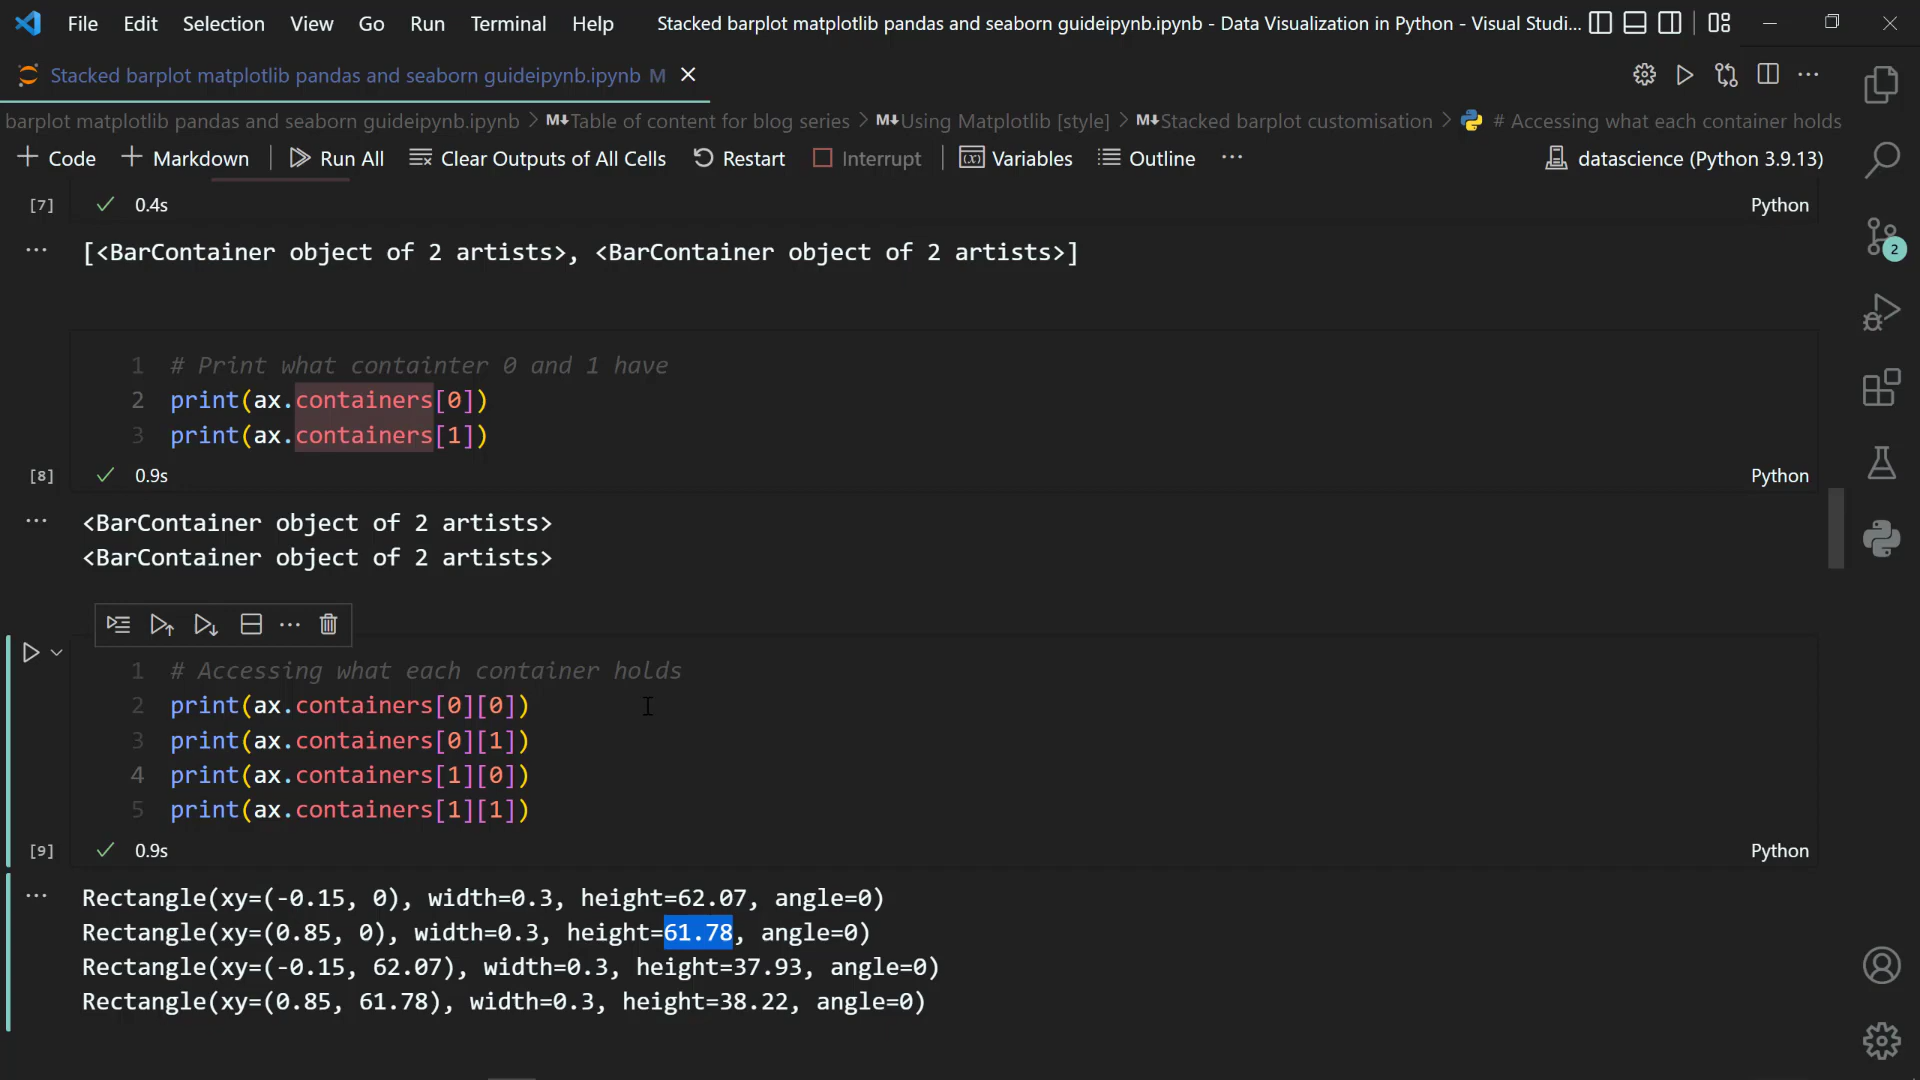 File Edit Selection View Go Run Terminal Help Stacked barplot matplotlib pandas and seaborn guideipynb.ipynb - Data Visualization in Python - Visual Studi...
Stacked barplot matplotlib pandas and seaborn guideipynb.ipynb M
barplot matplotlib pandas and seaborn guideipynb.ipynb > M↓Table of content for blog series > M↓Using Matplotlib [style] > M↓Stacked barplot customisation > # Accessing what each container holds
+ Code + Markdown Run All Clear Outputs of All Cells Restart Interrupt Variables Outline ... datascience (Python 3.9.13)
[7] ✓ 0.4s Python
[<BarContainer object of 2 artists>, <BarContainer object of 2 artists>]
1 # Print what containter 0 and 1 have
2 print(ax.containers[0])
3 print(ax.containers[1])
[8] ✓ 0.9s Python
<BarContainer object of 2 artists>
<BarContainer object of 2 artists>
1 # Accessing what each container holds
2 print(ax.containers[0][0])
3 print(ax.containers[0][1])
4 print(ax.containers[1][0])
5 print(ax.containers[1][1])
[9] ✓ 0.9s Python
Rectangle(xy=(-0.15, 0), width=0.3, height=62.07, angle=0)
Rectangle(xy=(0.85, 0), width=0.3, height=61.78, angle=0)
Rectangle(xy=(-0.15, 62.07), width=0.3, height=37.93, angle=0)
Rectangle(xy=(0.85, 61.78), width=0.3, height=38.22, angle=0)
2